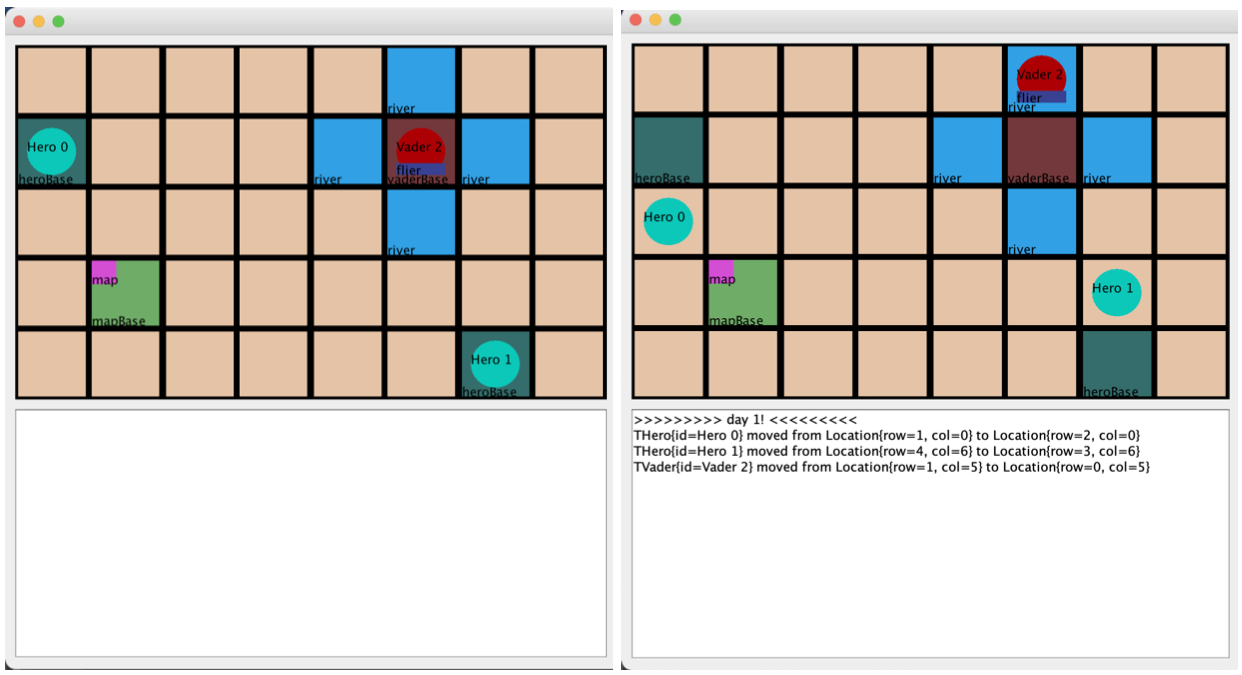 river
Hero 0
Vader 2
flier
heroBase
river
vaderBase
river
river
map
mapBase
Hero 1
heroBase
Vader 2
flier
river
heroBase
river
vaderBase
river
Hero 0
river
map
Hero 1
mapBase
heroBase
>>>>>>>>> day 1! <<<<<<<<<
THero{id=Hero 0} moved from Location{row=1, col=0} to Location{row=2, col=0}
THero{id=Hero 1} moved from Location{row=4, col=6} to Location{row=3, col=6}
TVader{id=Vader 2} moved from Location{row=1, col=5} to Location{row=0, col=5}